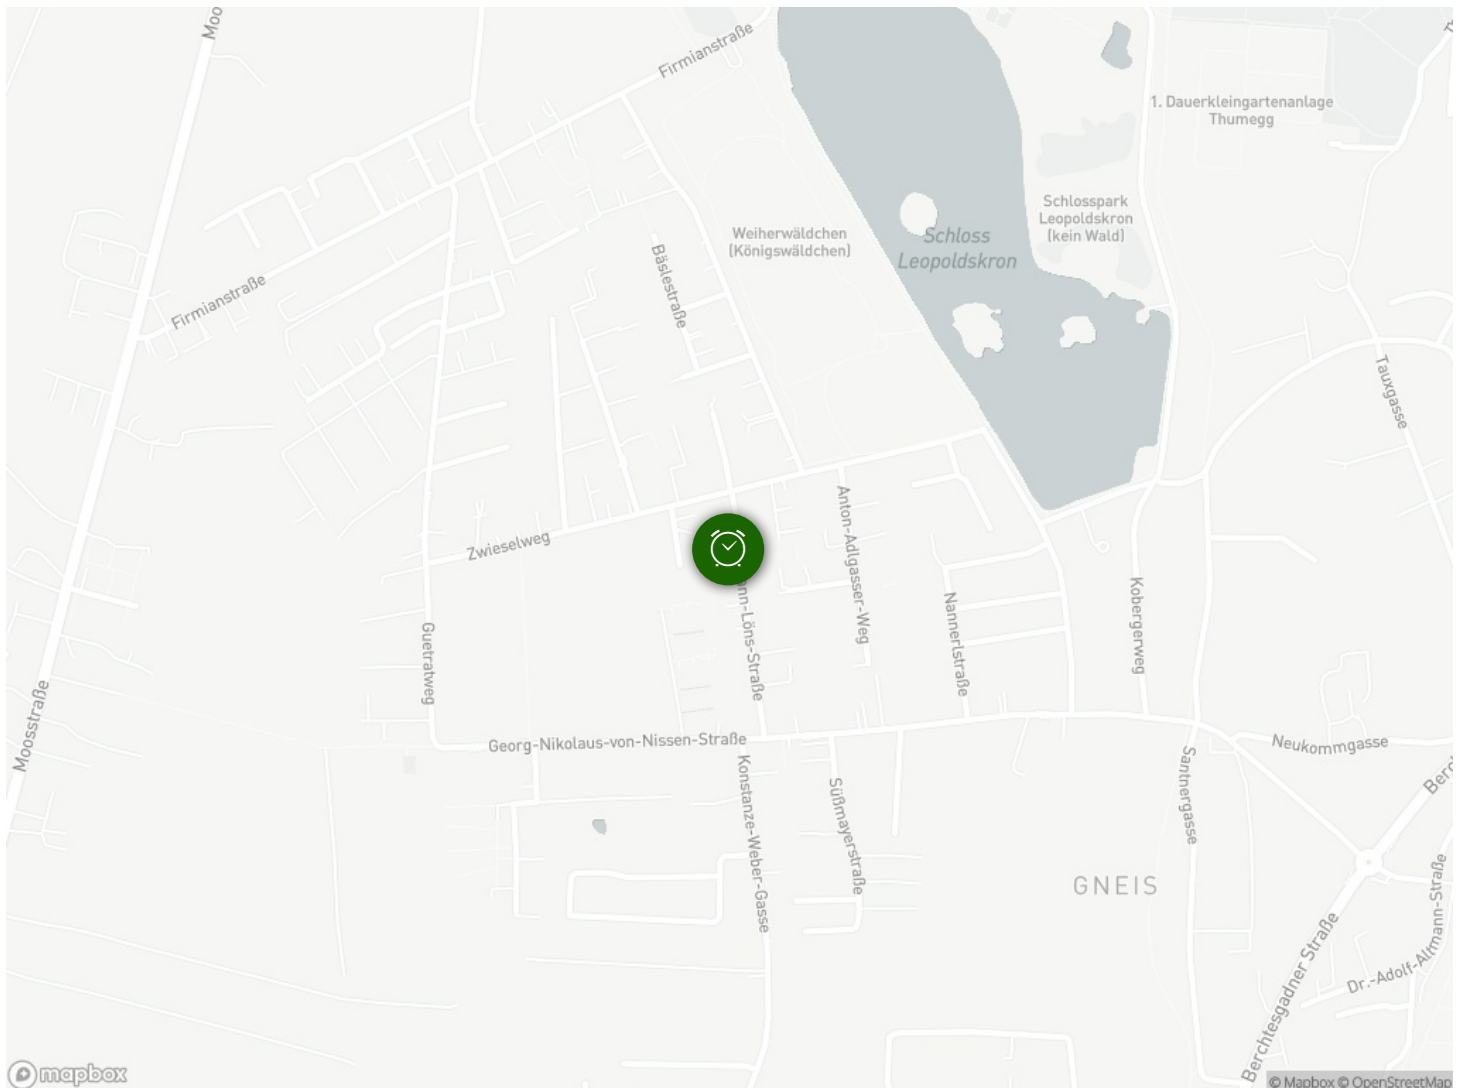 Moo
Firmianstraße
1. Dauerkleingartenanlage
Thumegg
Schlosspark
Leopoldskron
(kein Wald)
Weiherwäldchen
(Königswäldchen)
Schloss
Leopoldskron
Bäslestraße
Firmianstraße
Tauxgasse
Anton-Adlgasser-Weg
Zwieselweg
Kobergerweg
nn-Löns-Straße
Nannerlstraße
Guetratweg
Moosstraße
Georg-Nikolaus-von-Nissen-Straße
Neukommgasse
Berc
Santnergasse
Konstanze-Weber-Gasse
Süßmayerstraße
GNEIS
Dr.-Adolf-Altmann-Straße
Berchtesgadner Straße
mapbox
© Mapbox © OpenStreetMap